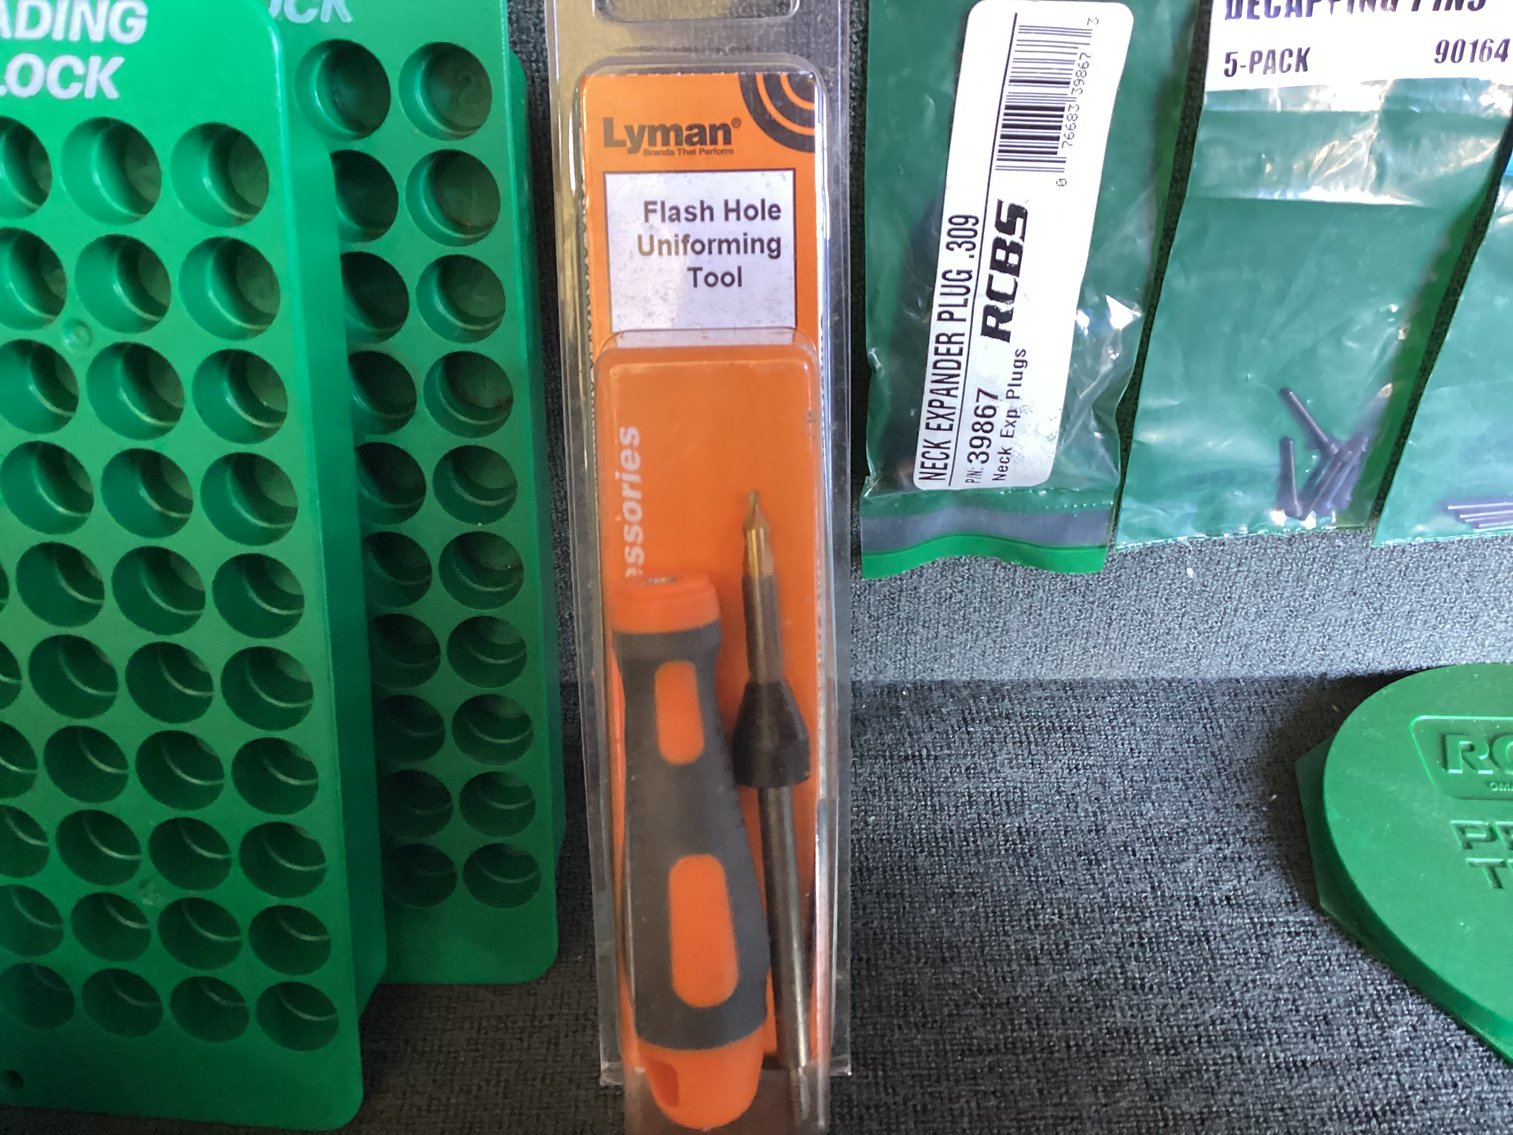 ADING
LOCK
OCK
Lyman®
Brands That Perform
Flash Hole
Uniforming
Tool
essories
NECK EXPANDER PLUG .309
P/N: 39867 RCBS
Neck Exp Plugs
0 76683 39867 3
DECAPPING PINS
5-PACK 90164
RC